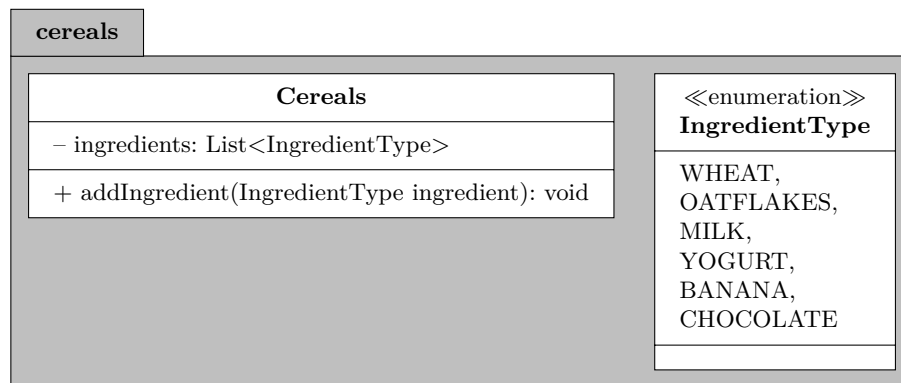 cereals
Cereals
– ingredients: List<IngredientType>
+ addIngredient(IngredientType ingredient): void
≪enumeration≫
IngredientType
WHEAT,
OATFLAKES,
MILK,
YOGURT,
BANANA,
CHOCOLATE